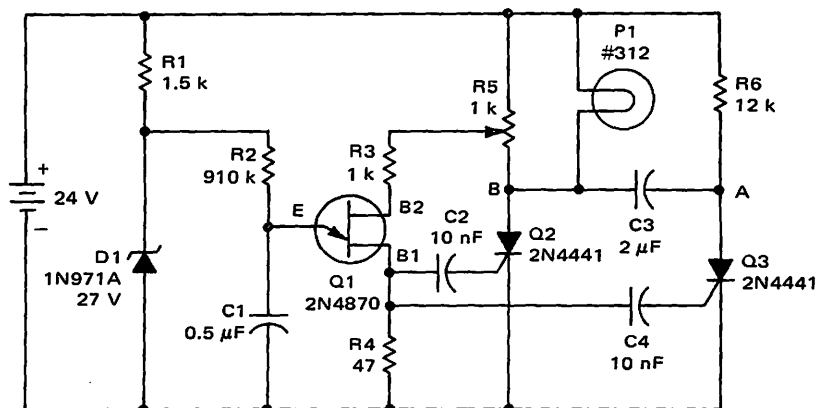 P1
#312
R1
1.5 k
R5
1 k
R6
12 k
R2
910 k
R3
1 k
+
24 V
−
E
B2
B
A
C2
10 nF
C3
2 μF
Q2
2N4441
B1
Q3
2N4441
D1
1N971A
27 V
Q1
2N4870
C1
0.5 μF
R4
47
C4
10 nF